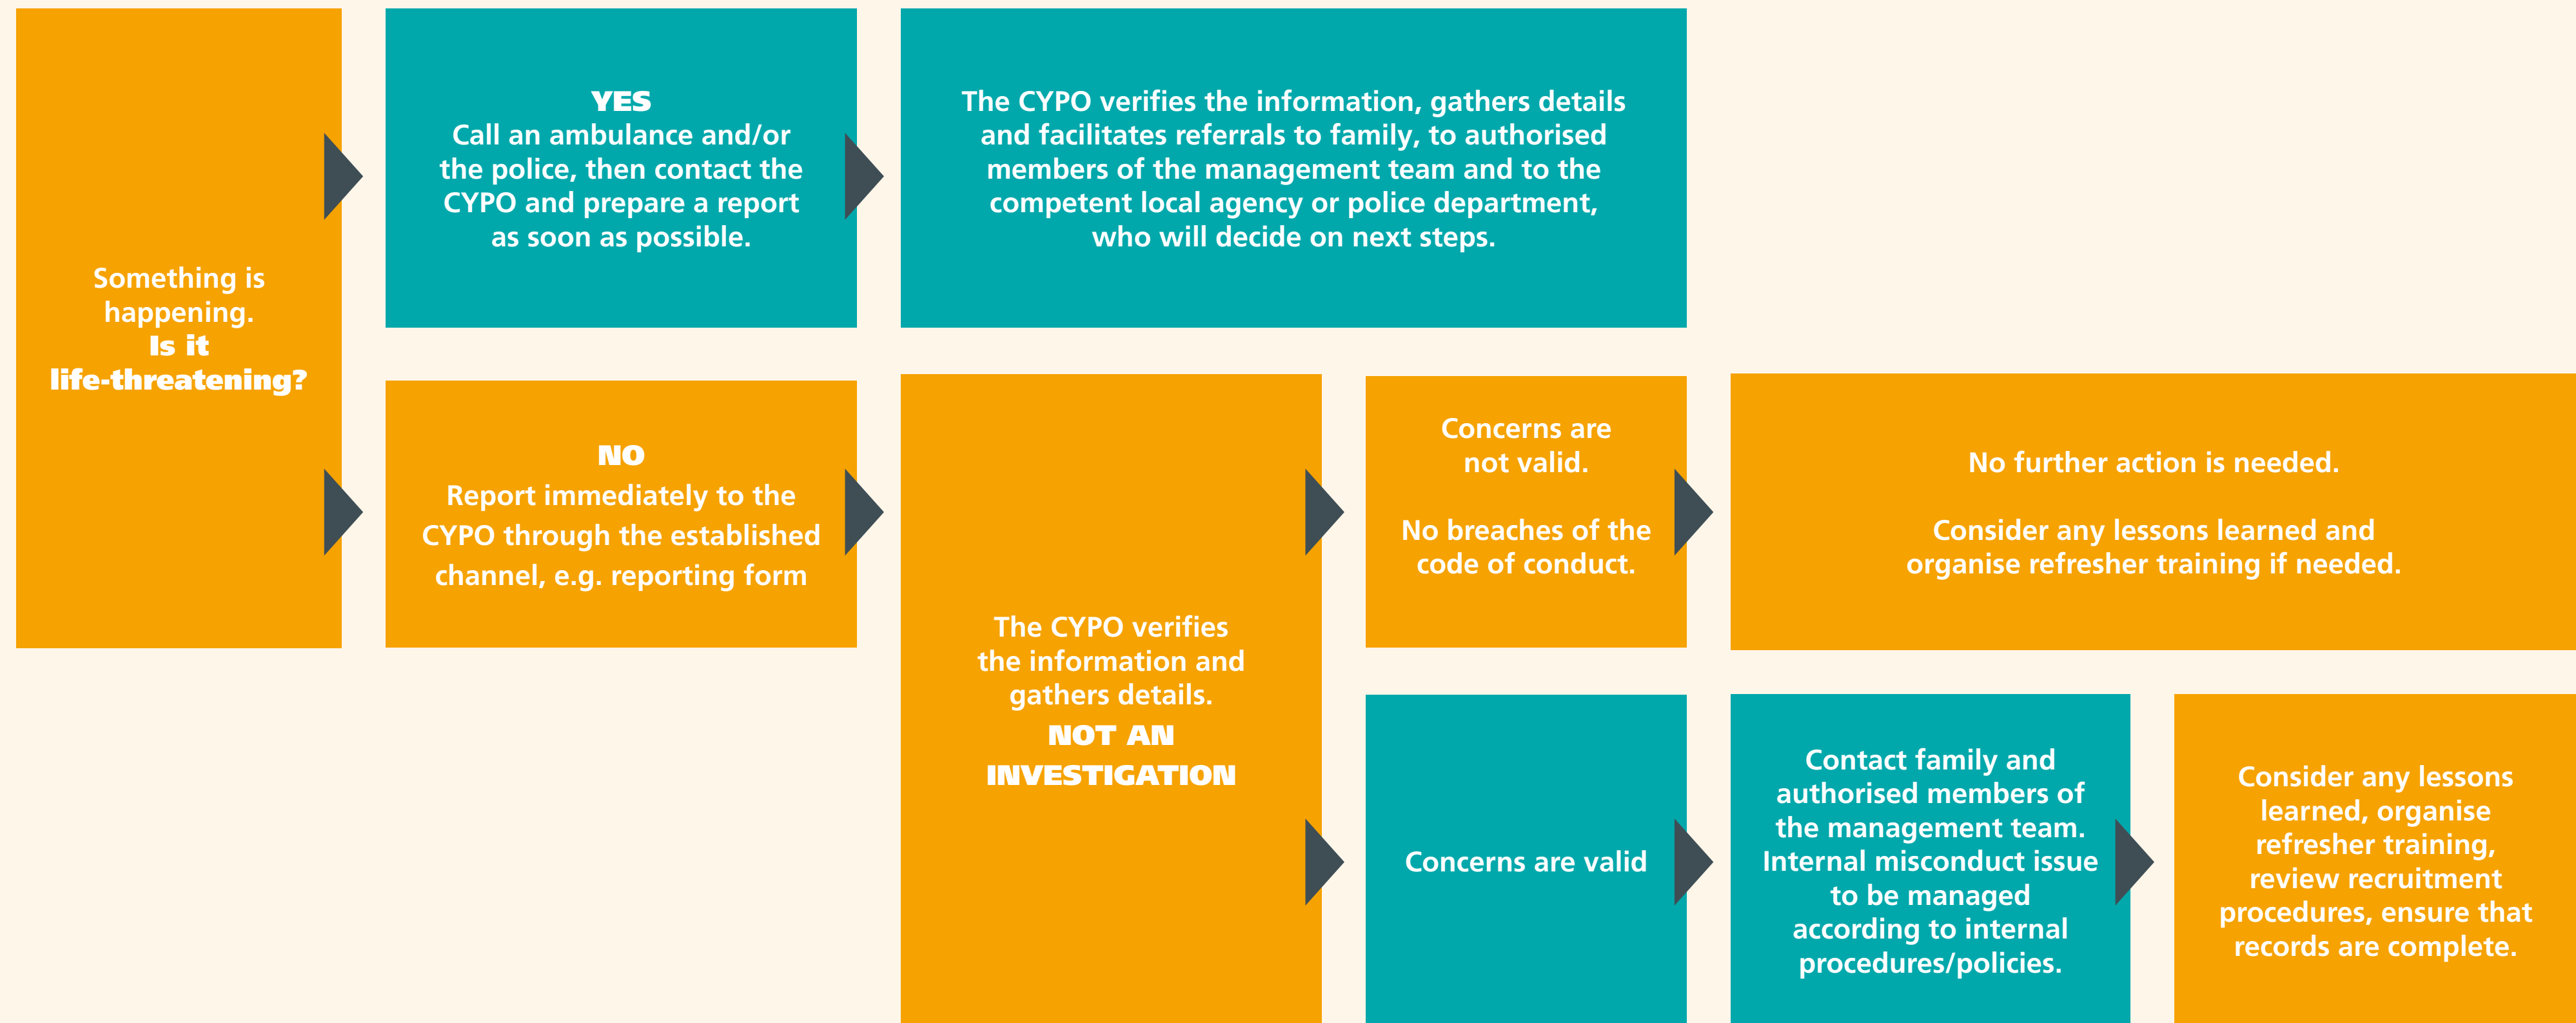 Something is
happening.
Is it
life-threatening?
YES
Call an ambulance and/or
the police, then contact the
CYPO and prepare a report
as soon as possible.
The CYPO verifies the information, gathers details
and facilitates referrals to family, to authorised
members of the management team and to the
competent local agency or police department,
who will decide on next steps.
NO
Report immediately to the
CYPO through the established
channel, e.g. reporting form
The CYPO verifies
the information and
gathers details.
NOT AN
INVESTIGATION
Concerns are
not valid.
No breaches of the
code of conduct.
No further action is needed.
Consider any lessons learned and
organise refresher training if needed.
Concerns are valid
Contact family and
authorised members of
the management team.
Internal misconduct issue
to be managed
according to internal
procedures/policies.
Consider any lessons
learned, organise
refresher training,
review recruitment
procedures, ensure that
records are complete.